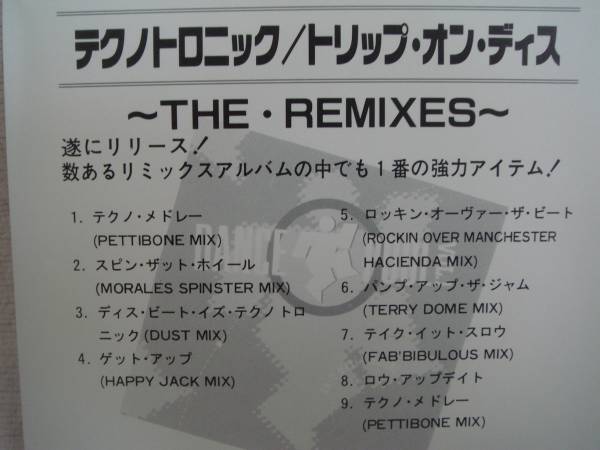 テクノトロニック/トリップ・オン・ディス
～THE・REMIXES～
遂にリリース!
数あるリミックスアルバムの中でも1番の強力アイテム!
1. テクノ・メドレー
(PETTIBONE MIX)
2. スピン・ザット・ホイール
(MORALES SPINSTER MIX)
3. ディス・ビート・イズ・テクノトロ
ニック(DUST MIX)
4. ゲット・アップ
(HAPPY JACK MIX)
5. ロッキン・オーヴァー・ザ・ビート
(ROCKIN OVER MANCHESTER
HACIENDA MIX)
6. パンプ・アップ・ザ・ジャム
(TERRY DOME MIX)
7. テイク・イット・スロウ
(FAB'BIBULOUS MIX)
8. ロウ・アップデイト
9. テクノ・メドレー
(PETTIBONE MIX)
DANCE